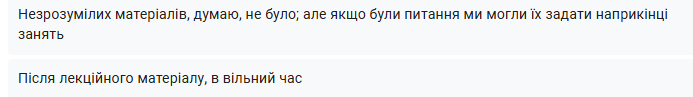 Незрозумілих матеріалів, думаю, не було; але якщо були питання ми могли їх задати наприкінці
занять
Після лекційного матеріалу, в вільний час